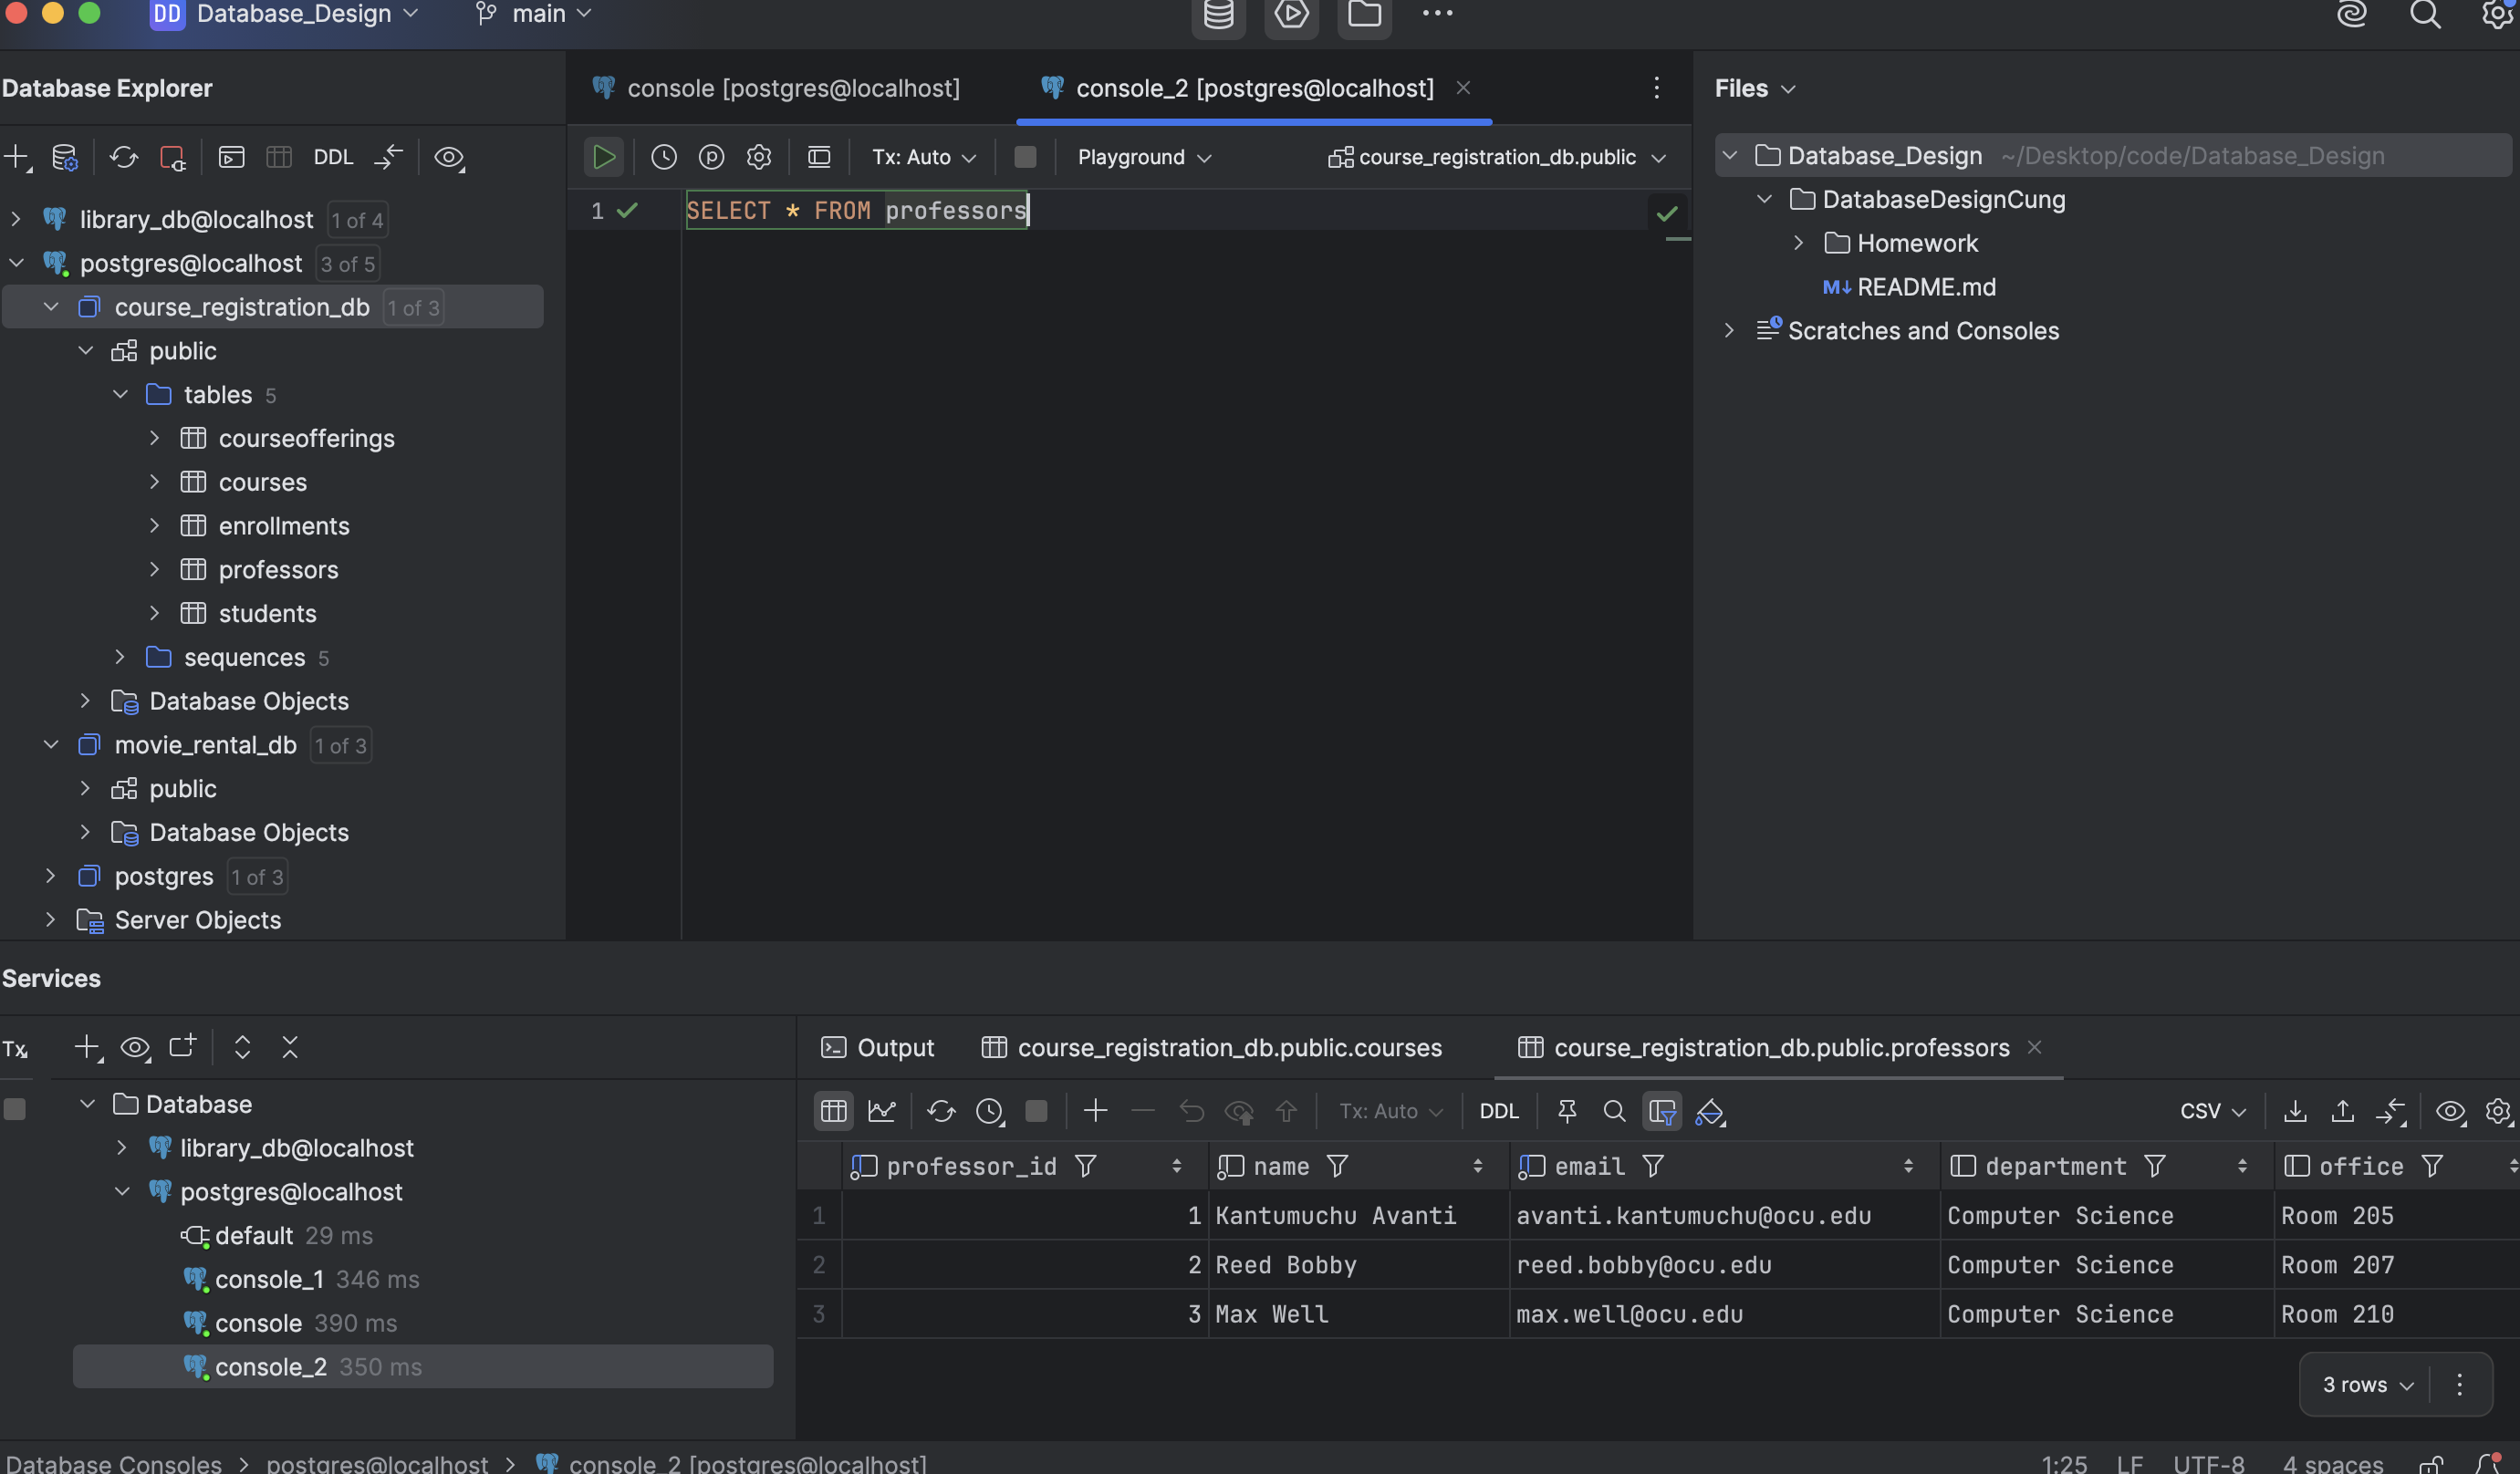 DD Database_Design main
Database Explorer
DDL
library_db@localhost 1 of 4
postgres@localhost 3 of 5
course_registration_db 1 of 3
public
tables 5
courseofferings
courses
enrollments
professors
students
sequences 5
Database Objects
movie_rental_db 1 of 3
public
Database Objects
postgres 1 of 3
Server Objects
console [postgres@localhost] console_2 [postgres@localhost]
Tx: Auto Playground course_registration_db.public
1 SELECT * FROM professors
Files
Database_Design ~/Desktop/code/Database_Design
DatabaseDesignCung
Homework
M↓ README.md
Scratches and Consoles
Services
Tx
Database
library_db@localhost
postgres@localhost
default 29 ms
console_1 346 ms
console 390 ms
console_2 350 ms
Output course_registration_db.public.courses course_registration_db.public.professors
Tx: Auto DDL CSV
professor_id name email department office
1 1 Kantumuchu Avanti avanti.kantumuchu@ocu.edu Computer Science Room 205
2 2 Reed Bobby reed.bobby@ocu.edu Computer Science Room 207
3 3 Max Well max.well@ocu.edu Computer Science Room 210
3 rows
Database Consoles > postgres@localhost > console_2 [postgres@localhost] 1:25 LF UTF-8 4 spaces